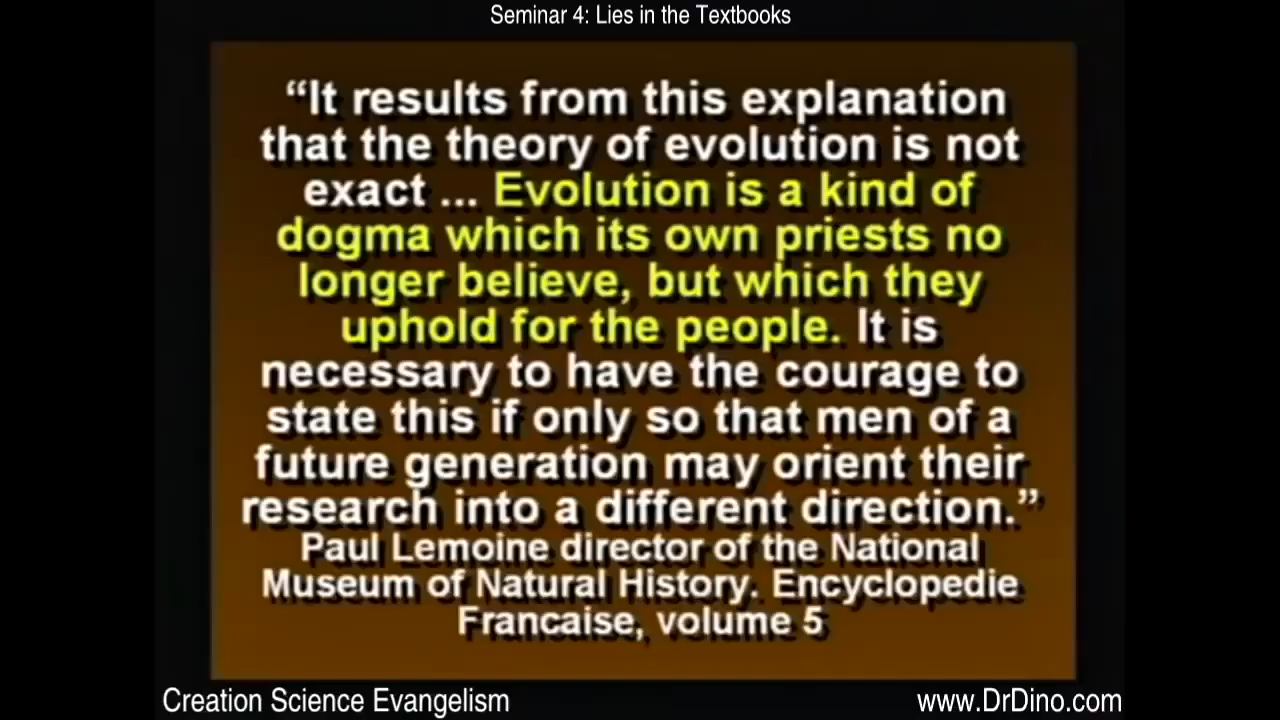 Seminar 4: Lies in the Textbooks
“It results from this explanation
that the theory of evolution is not
exact ... Evolution is a kind of
dogma which its own priests no
longer believe, but which they
uphold for the people. It is
necessary to have the courage to
state this if only so that men of a
future generation may orient their
research into a different direction.”
Paul Lemoine director of the National
Museum of Natural History. Encyclopedie
Francaise, volume 5
Creation Science Evangelism
www.DrDino.com